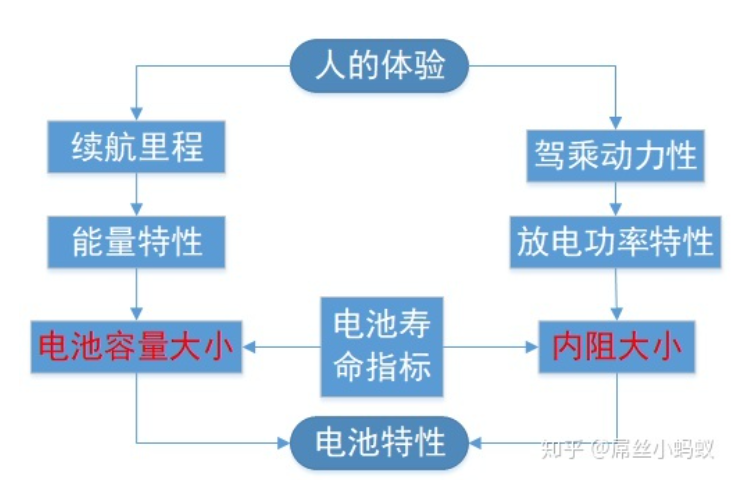 人的体验
续航里程
驾乘动力性
能量特性
放电功率特性
电池寿
命指标
电池容量大小
内阻大小
电池特性
知乎 @屌丝小蚂蚁